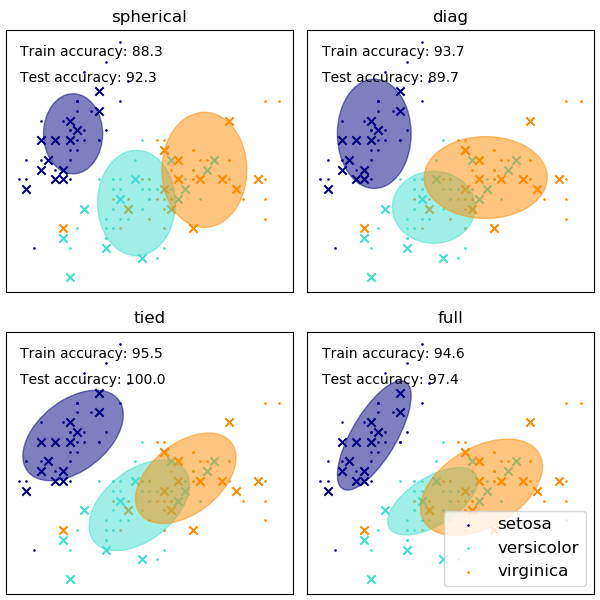 spherical
Train accuracy: 88.3
Test accuracy: 92.3
diag
Train accuracy: 93.7
Test accuracy: 89.7
tied
Train accuracy: 95.5
Test accuracy: 100.0
full
Train accuracy: 94.6
Test accuracy: 97.4
setosa
versicolor
virginica